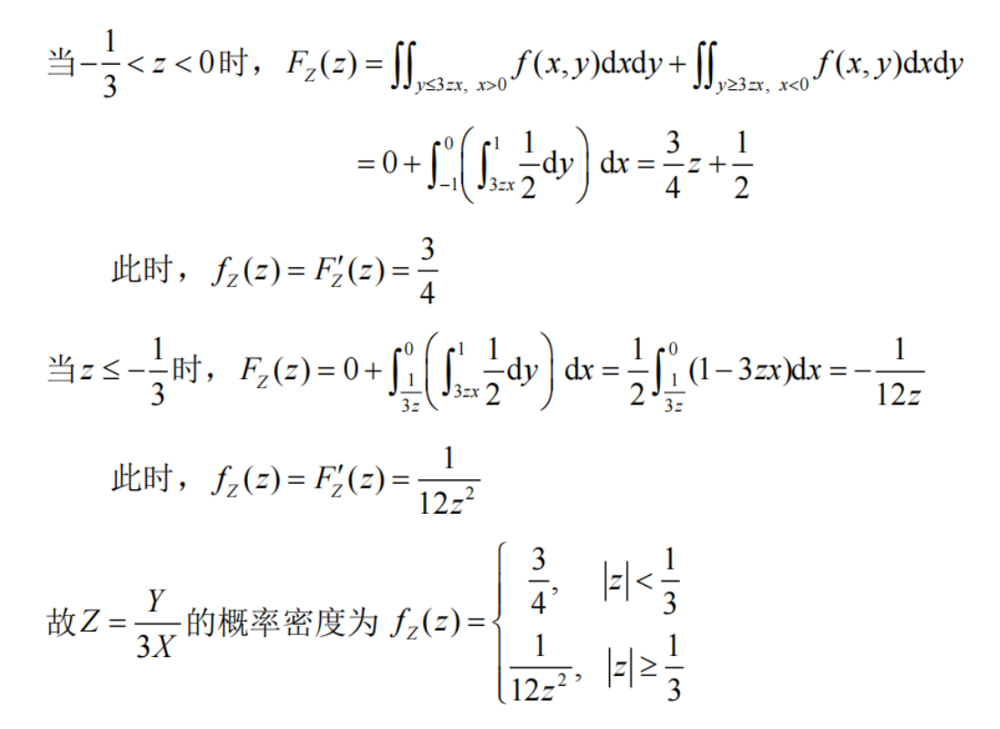 当$-\frac{1}{3}<z<0$时，$F_Z(z)=\iint_{y\leq 3zx,\ x>0}f(x,y)\mathrm{d}x\mathrm{d}y+\iint_{y\geq 3zx,\ x<0}f(x,y)\mathrm{d}x\mathrm{d}y$
$=0+\int_{-1}^{0}\left(\int_{3zx}^{1}\frac{1}{2}\mathrm{d}y\right)\mathrm{d}x=\frac{3}{4}z+\frac{1}{2}$
此时，$f_Z(z)=F_Z'(z)=\frac{3}{4}$
当$z\leq-\frac{1}{3}$时，$F_Z(z)=0+\int_{\frac{1}{3z}}^{0}\left(\int_{3zx}^{1}\frac{1}{2}\mathrm{d}y\right)\mathrm{d}x=\frac{1}{2}\int_{\frac{1}{3z}}^{0}(1-3zx)\mathrm{d}x=-\frac{1}{12z}$
此时，$f_Z(z)=F_Z'(z)=\frac{1}{12z^2}$
故$Z=\frac{Y}{3X}$的概率密度为$f_Z(z)=\begin{cases}\frac{3}{4}, & |z|<\frac{1}{3}\\ \frac{1}{12z^2}, & |z|\geq\frac{1}{3}\end{cases}$